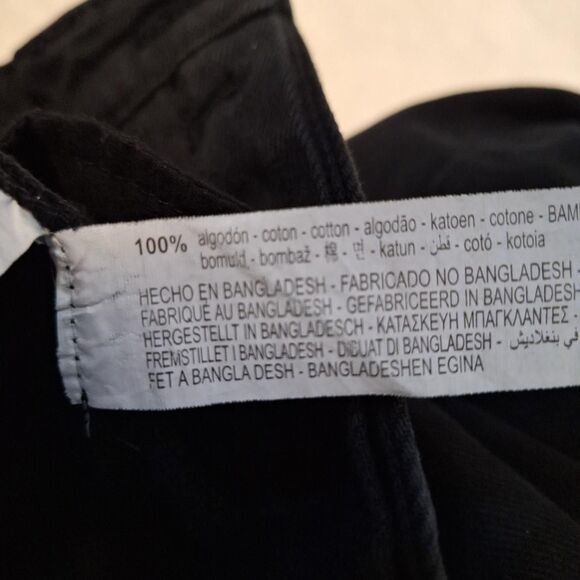 100% algodón - coton - cotton - algodão - katoen - cotone - BAM
bomuld - bombaž - 棉 - 면 - katun - قطن - cotó - kotoia
HECHO EN BANGLADESH - FABRICADO NO BANGLADESH -
FABRIQUÉ AU BANGLADESH - GEFABRICEERD IN BANGLADESH
HERGESTELLT IN BANGLADESCH - ΚΑΤΑΣΚΕΥΗ ΜΠΑΓΚΛΑΝΤΕΣ -
FREMSTILLET I BANGLADESH - DIBUAT DI BANGLADESH - في بنغلاديش
FET A BANGLA DESH - BANGLADESHEN EGINA